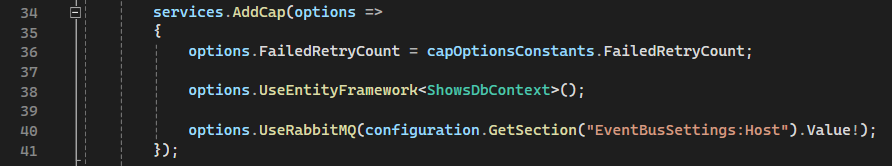 34 services.AddCap(options =>
35 {
36 options.FailedRetryCount = capOptionsConstants.FailedRetryCount;
37
38 options.UseEntityFramework<ShowsDbContext>();
39
40 options.UseRabbitMQ(configuration.GetSection("EventBusSettings:Host").Value!);
41 });